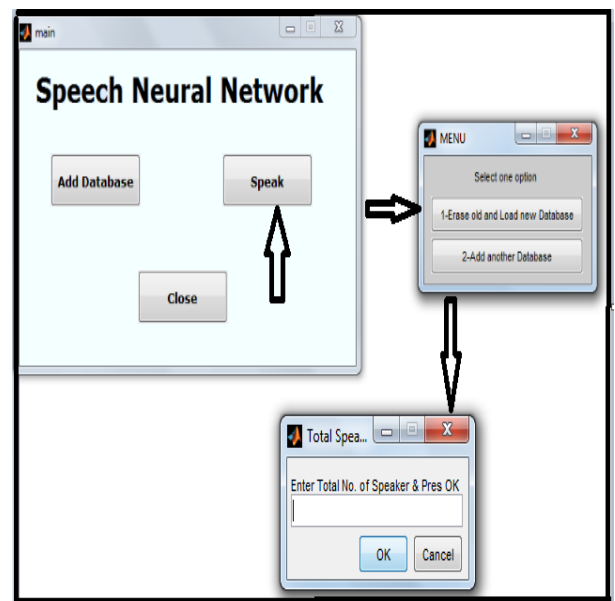 main
Speech Neural Network
Add Database
Speak
Close
MENU
Select one option
1-Erase old and Load new Database
2-Add another Database
Total Spea...
Enter Total No. of Speaker & Pres OK
OK
Cancel